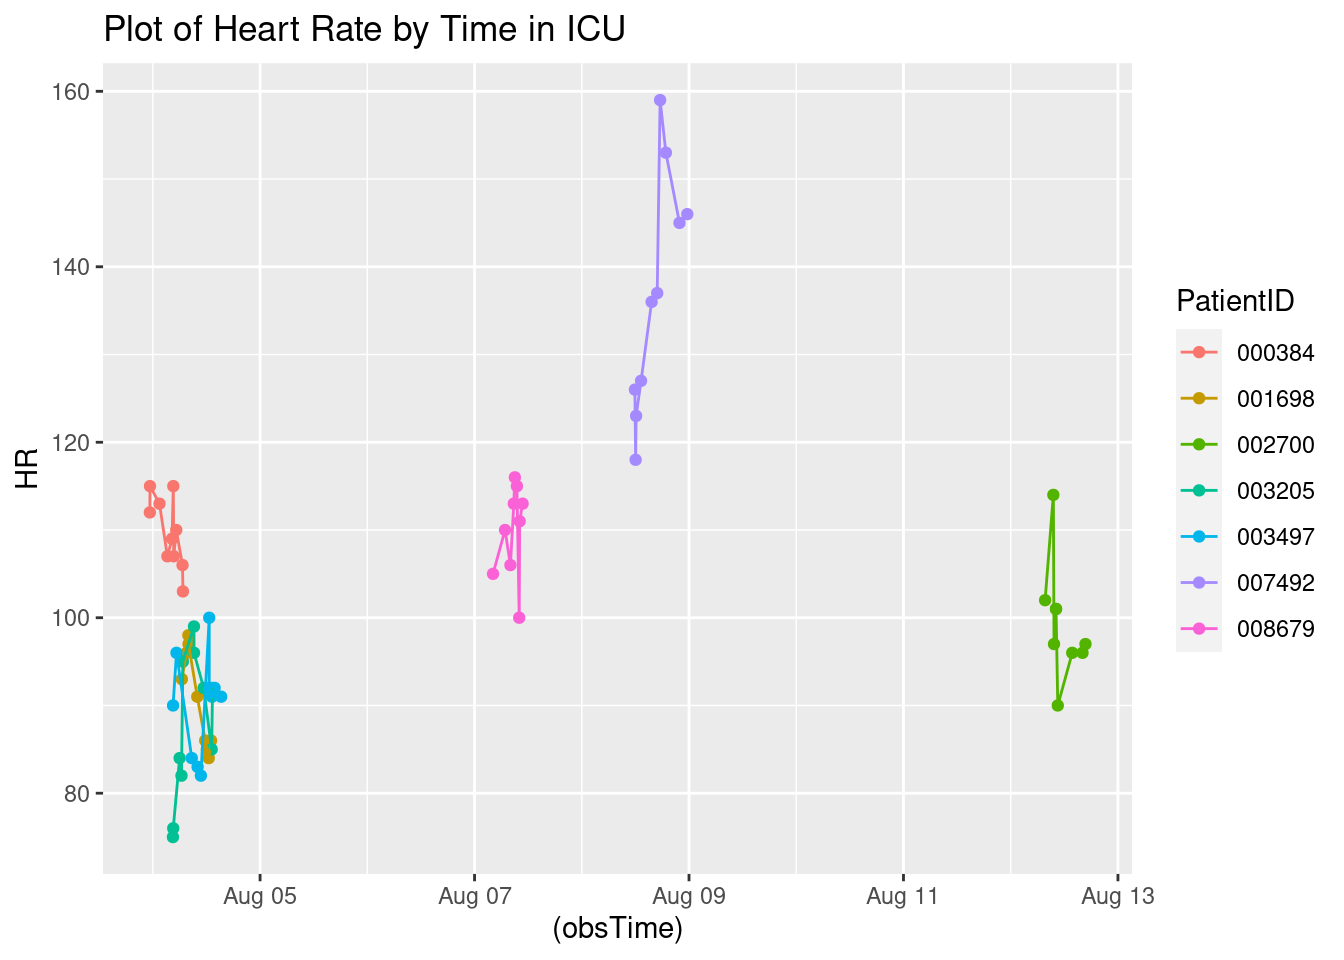 Plot of Heart Rate by Time in ICU
160
140
120
100
80
HR
Aug 05
Aug 07
Aug 09
Aug 11
Aug 13
(obsTime)
PatientID
000384
001698
002700
003205
003497
007492
008679